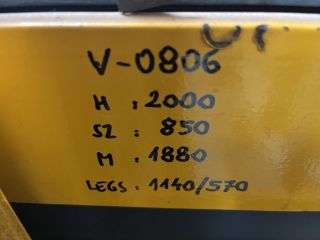 V-0806
H : 2000
SZ : 850
M : 1880
LEGS : 1140/570